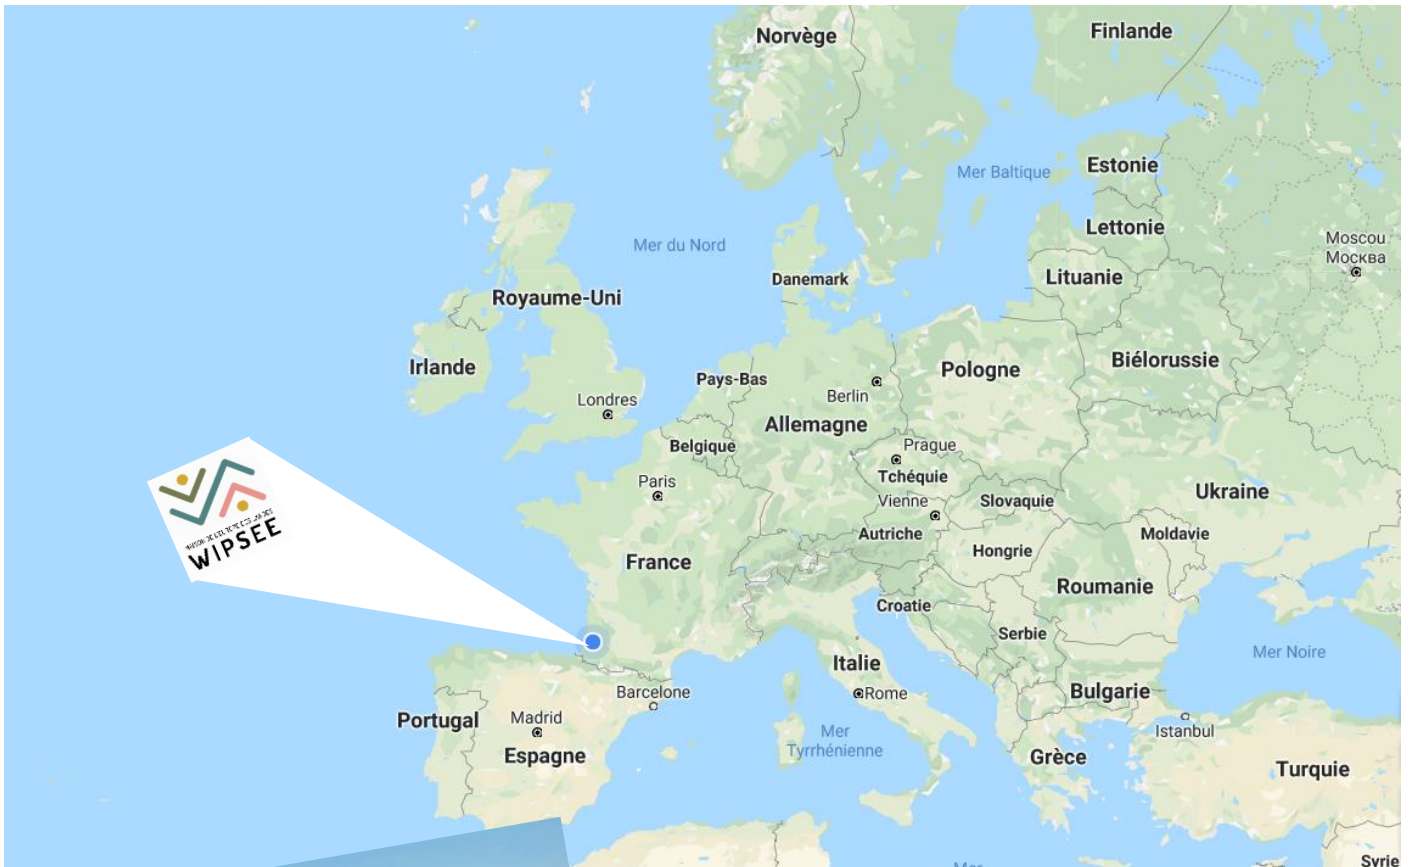 Norvège
Finlande
Estonie
Mer Baltique
Lettonie
Mer du Nord
Moscou
Москва
Danemark
Lituanie
Royaume-Uni
Biélorussie
Irlande
Pologne
Pays-Bas
Berlin
Londres
Allemagne
Belgique
Prague
Tchéquie
Paris
Vienne
Slovaquie
Ukraine
Autriche
Moldavie
Hongrie
WIPSEE
France
Roumanie
Croatie
Serbie
Mer Noire
Italie
Barcelone
Rome
Bulgarie
Portugal
Madrid
Istanbul
Mer
Tyrrhénienne
Espagne
Grèce
Turquie
Syrie